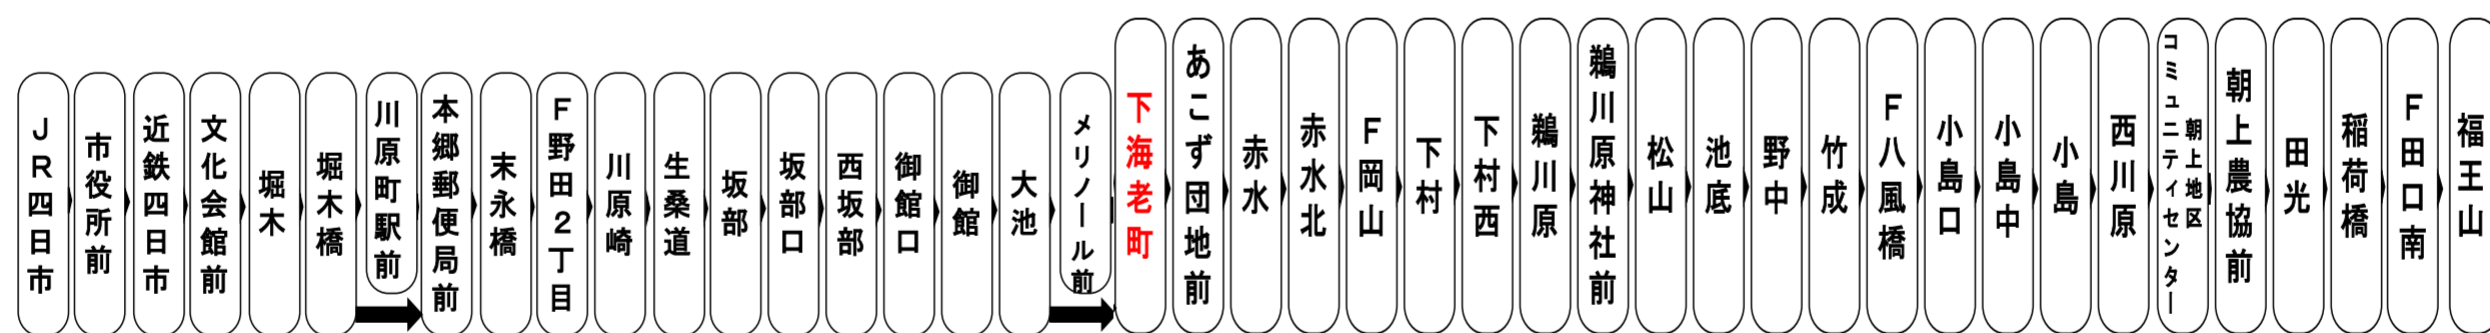 JR四日市
市役所前
近鉄四日市
文化会館前
堀木
堀木橋
川原町駅前
本郷郵便局前
末永橋
F野田2丁目
川原崎
生桑道
坂部
坂部口
西坂部
御館口
御館
大池
メリノール前
下海老町
あこず団地前
赤水
赤水北
F岡山
下村
下村西
鵜川原
鵜川原神社前
松山
池底
野中
竹成
F八風橋
小島口
小島中
小島
西川原
朝上地区
コミュニティセンター
朝上農協前
田光
稲荷橋
F田口南
福王山